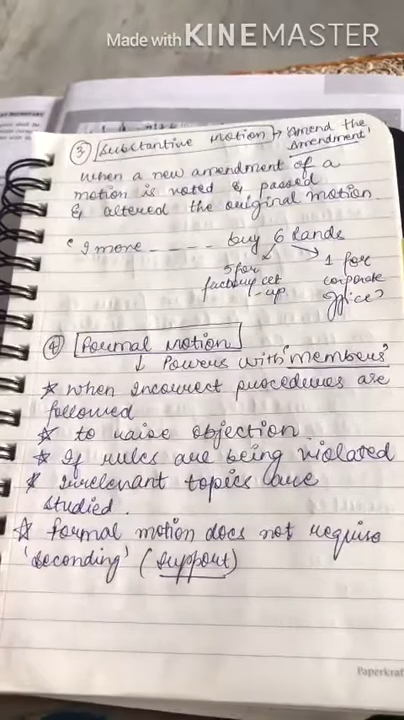 Made with KINEMASTER
③ Substantive Motion → 'Amend the
Amendment'
When a new amendment of a
motion is voted & passed
& altered the original motion.
" I move _ _ _ _ _ buy 6 lands
5 for
factory set
-up
1 for
corporate
office"
④ Formal Motion
↓ Powers with 'members'
☆ When incorrect procedures are
followed
☆ to raise objection.
☆ If rules are being violated
☆ Irrelevant topics are
studied.
☆ formal motion does not require
'seconding' (support)
Paperkraf